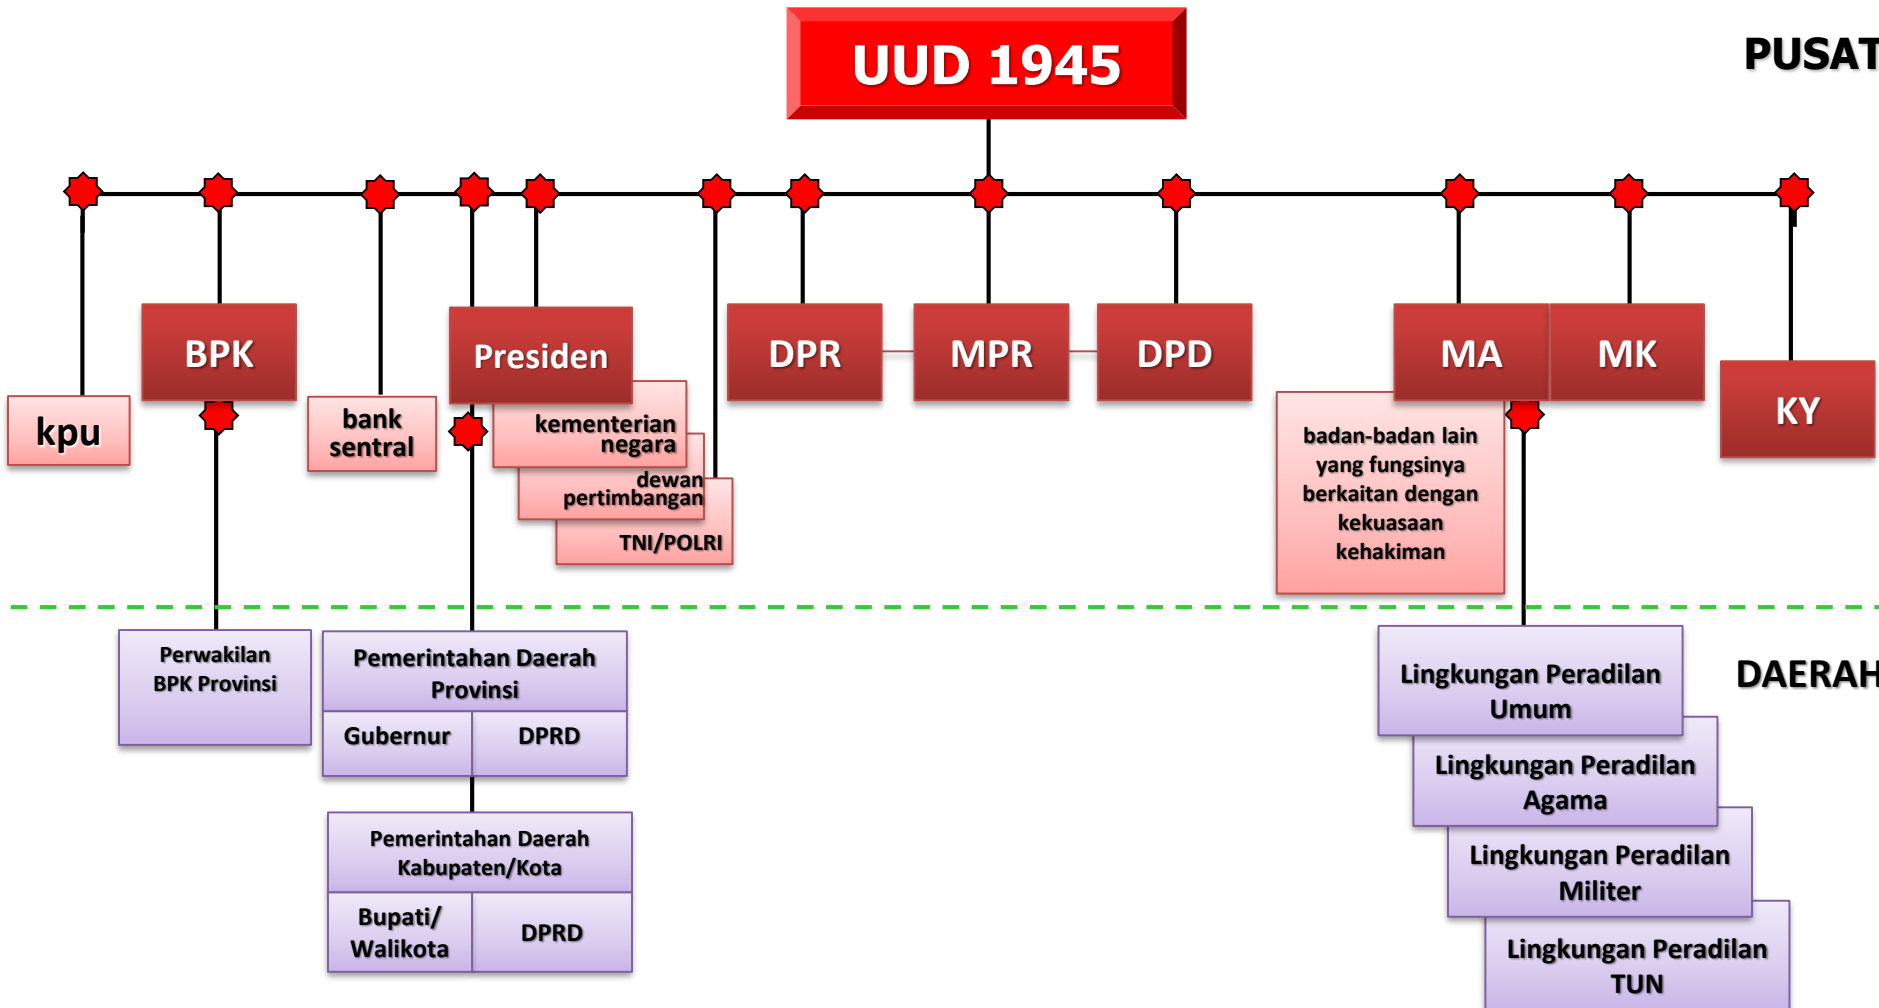 UUD 1945
PUSAT
kpu
BPK
bank
sentral
Presiden
kementerian
negara
dewan
pertimbangan
TNI/POLRI
DPR
MPR
DPD
MA
MK
KY
badan-badan lain
yang fungsinya
berkaitan dengan
kekuasaan
kehakiman
Perwakilan
BPK Provinsi
Pemerintahan Daerah
Provinsi
Gubernur
DPRD
Pemerintahan Daerah
Kabupaten/Kota
Bupati/
Walikota
DPRD
Lingkungan Peradilan
Umum
Lingkungan Peradilan
Agama
Lingkungan Peradilan
Militer
Lingkungan Peradilan
TUN
DAERAH